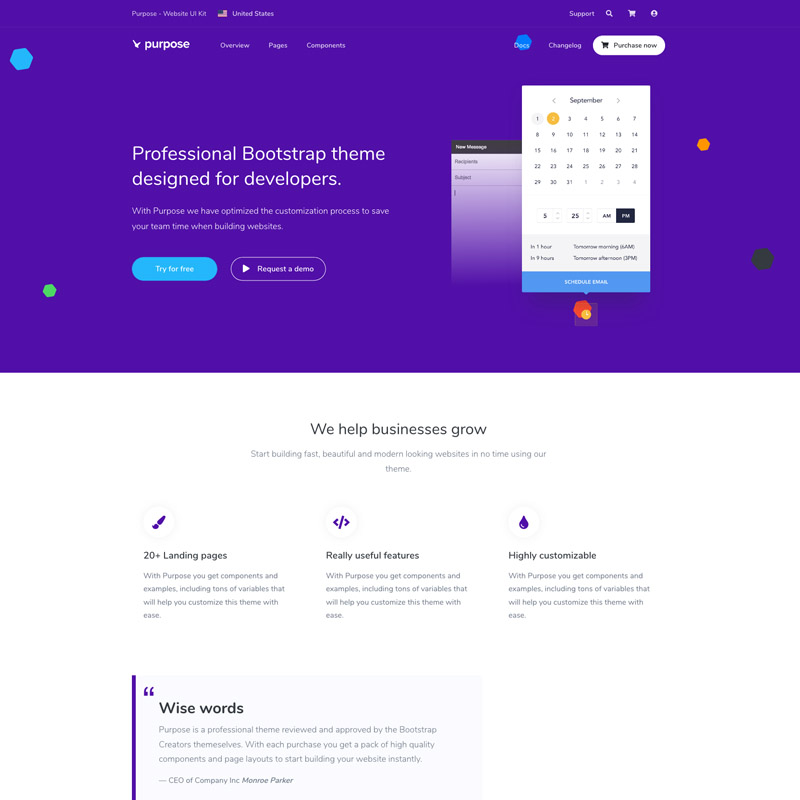 Purpose - Website UI Kit United States Support
purpose Overview Pages Components Docs Changelog Purchase now
Professional Bootstrap theme
designed for developers.
With Purpose we have optimized the customization process to save
your team time when building websites.
Try for free Request a demo
New Message
Recipients
Subject
September
1 2 3 4 5 6 7
8 9 10 11 12 13 14
15 16 17 18 19 20 21
22 23 24 25 26 27 28
29 30 31 1 2 3 4
5 25 AM PM
In 1 hour Tomorrow morning (6AM)
In 9 hours Tomorrow afternoon (3PM)
SCHEDULE EMAIL
We help businesses grow
Start building fast, beautiful and modern looking websites in no time using our
theme.
20+ Landing pages
With Purpose you get components and
examples, including tons of variables that
will help you customize this theme with
ease.
Really useful features
With Purpose you get components and
examples, including tons of variables that
will help you customize this theme with
ease.
Highly customizable
With Purpose you get components and
examples, including tons of variables that
will help you customize this theme with
ease.
“
Wise words
Purpose is a professional theme reviewed and approved by the Bootstrap
Creators themeselves. With each purchase you get a pack of high quality
components and page layouts to start building your website instantly.
— CEO of Company Inc Monroe Parker